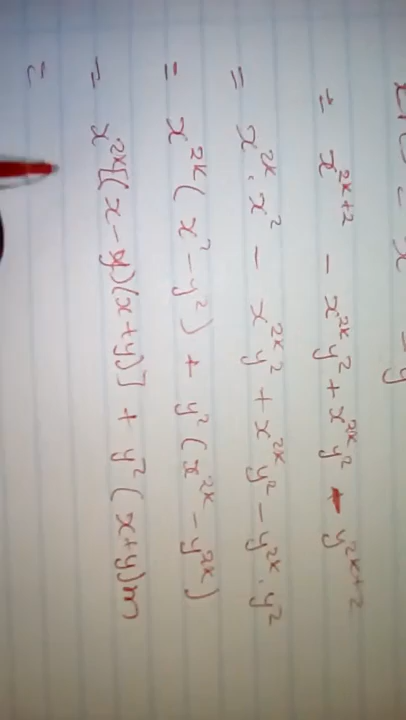 = x^{2k+2} - x^{2k}y^2 + x^{2k}y^2 - y^{2k+2}
= x^{2k}.x^2 - x^{2k}y^2 + x^{2k}y^2 - y^{2k}.y^2
= x^{2k}(x^2 - y^2) + y^2(x^{2k} - y^{2k})
= x^{2k}[(x - y)(x + y)] + y^2(x+y)m
=